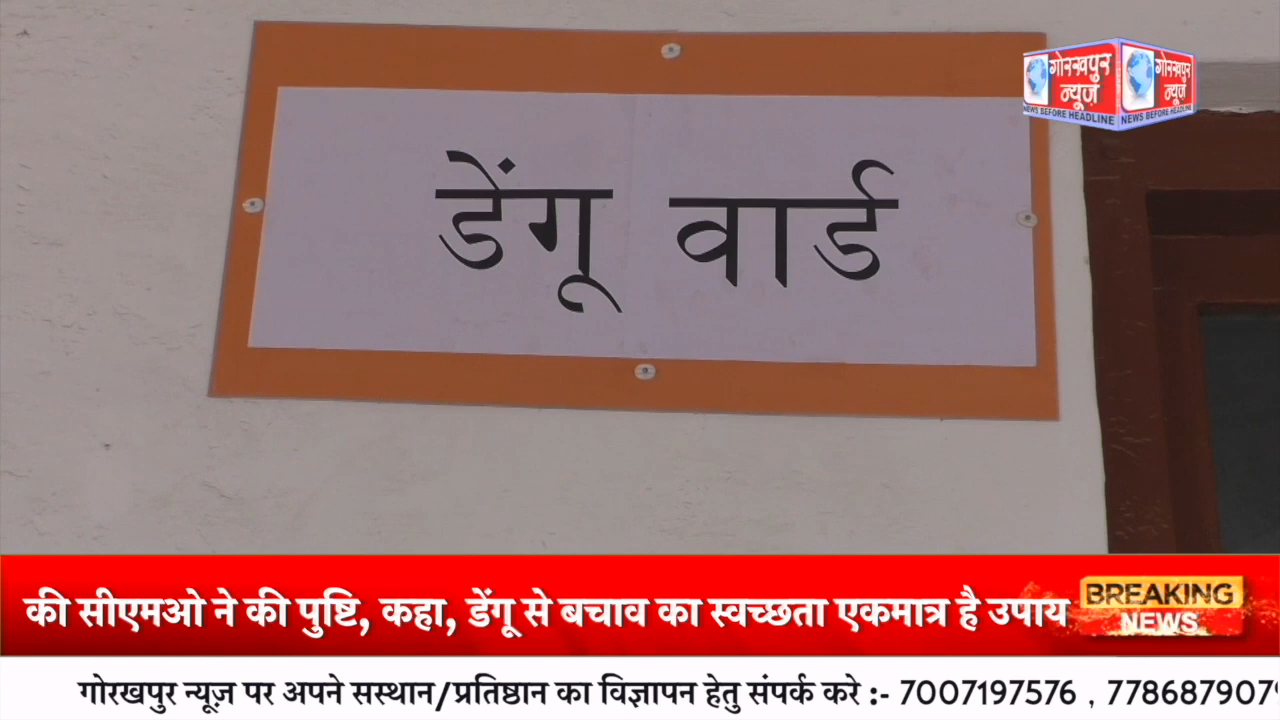 गोरखपुर
न्यूज़
NEWS BEFORE HEADLINE
गोरखपुर
न्यूज़
NEWS BEFORE HEADLINE
डेंगू वार्ड
की सीएमओ ने की पुष्टि, कहा, डेंगू से बचाव का स्वच्छता एकमात्र है उपाय
BREAKING
NEWS
गोरखपुर न्यूज़ पर अपने सस्थान/प्रतिष्ठान का विज्ञापन हेतु संपर्क करे :- 7007197576 ,